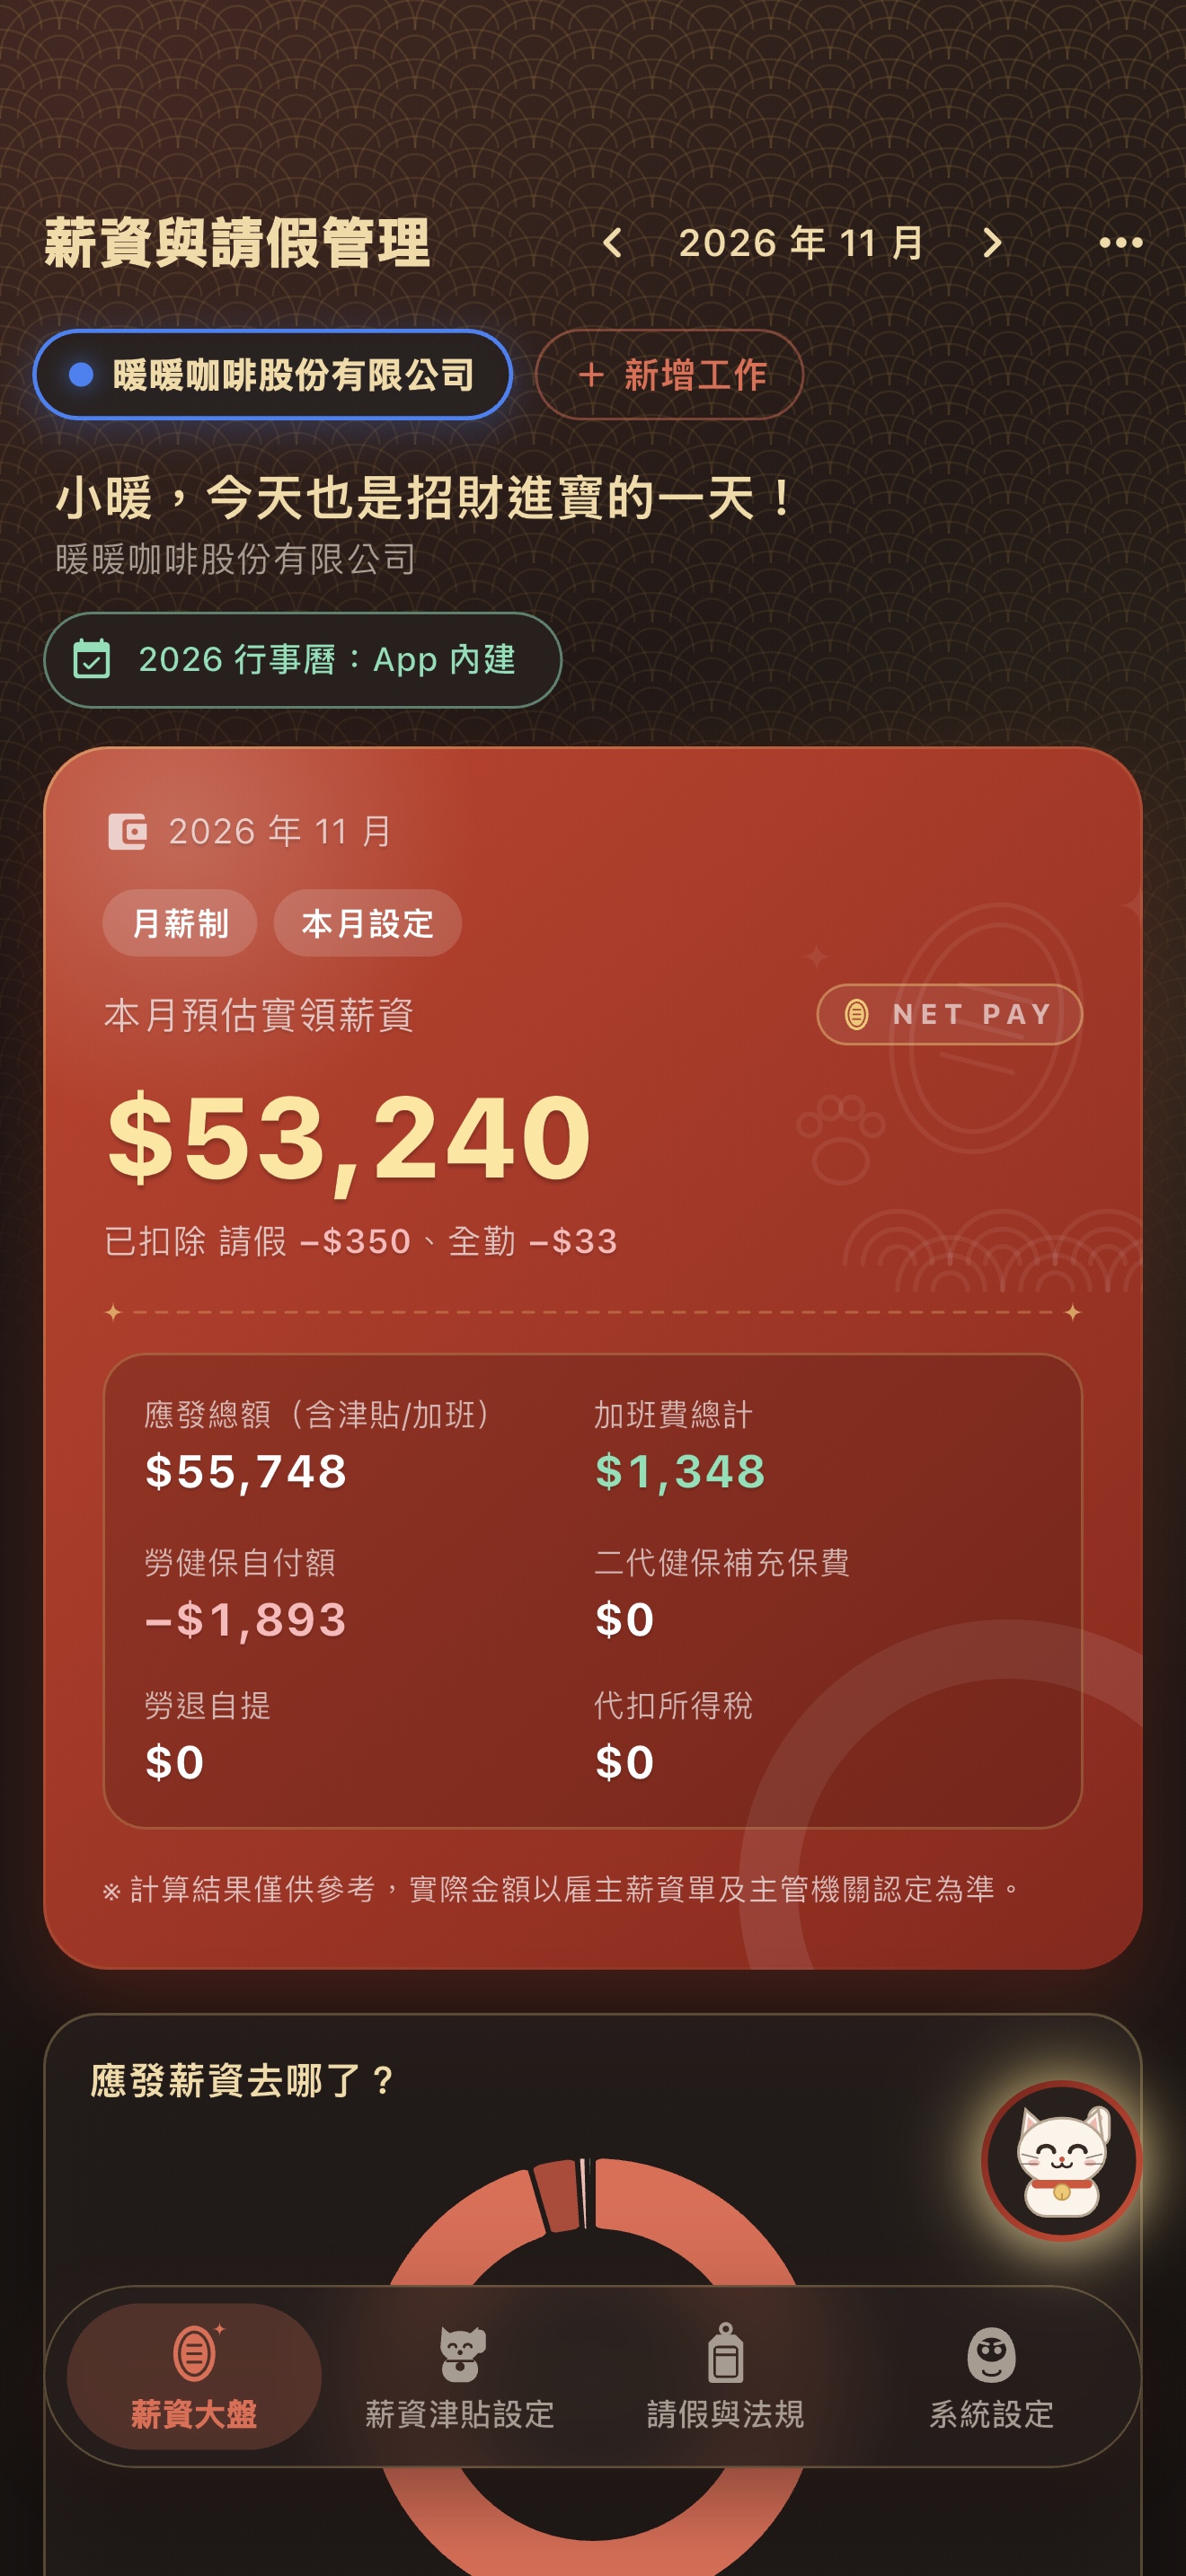 薪資與請假管理
2026 年 11 月
暖暖咖啡股份有限公司
+ 新增工作
小暖，今天也是招財進寶的一天！
暖暖咖啡股份有限公司
2026 行事曆：App 內建
2026 年 11 月
月薪制
本月設定
本月預估實領薪資
NET PAY
$53,240
已扣除 請假 –$350、全勤 –$33
應發總額（含津貼/加班）
$55,748
加班費總計
$1,348
勞健保自付額
–$1,893
二代健保補充保費
$0
勞退自提
$0
代扣所得稅
$0
※ 計算結果僅供參考，實際金額以雇主薪資單及主管機關認定為準。
應發薪資去哪了？
薪資大盤
薪資津貼設定
請假與法規
系統設定